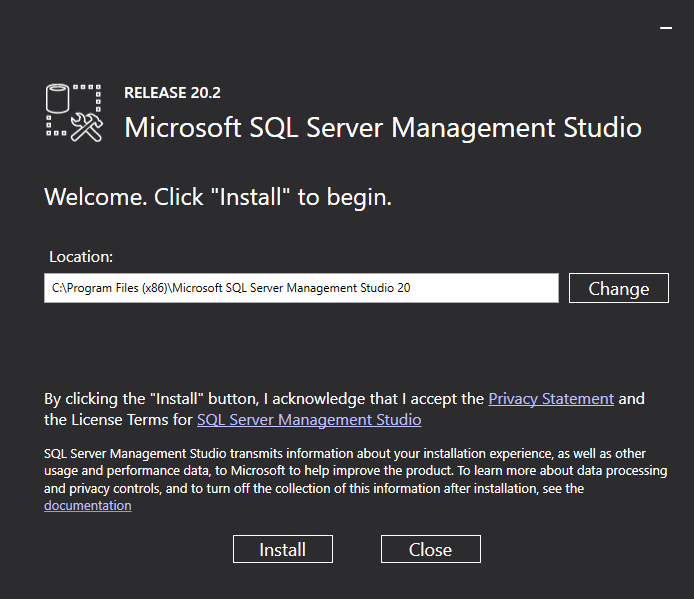 RELEASE 20.2
Microsoft SQL Server Management Studio
Welcome. Click "Install" to begin.
Location:
C:\Program Files (x86)\Microsoft SQL Server Management Studio 20
Change
By clicking the "Install" button, I acknowledge that I accept the Privacy Statement and
the License Terms for SQL Server Management Studio
SQL Server Management Studio transmits information about your installation experience, as well as other
usage and performance data, to Microsoft to help improve the product. To learn more about data processing
and privacy controls, and to turn off the collection of this information after installation, see the
documentation
Install
Close